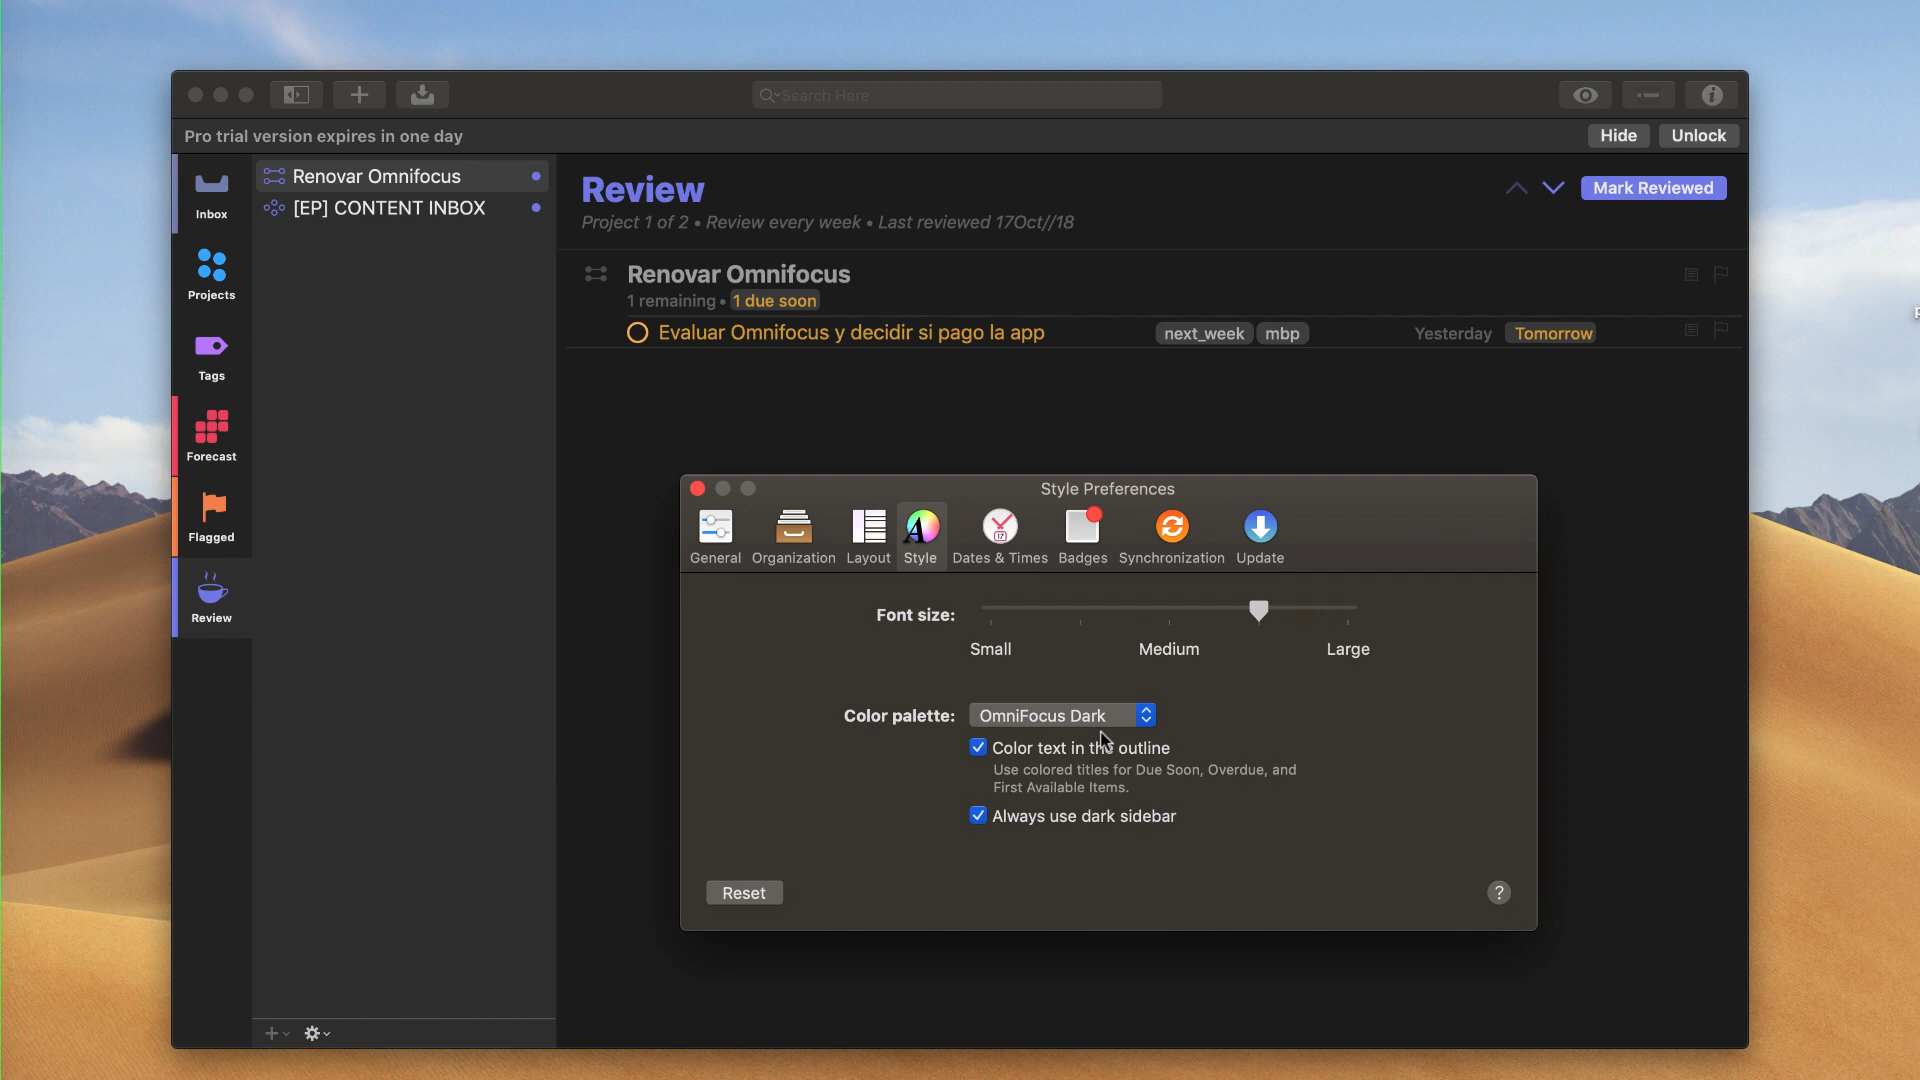 Search Here
Pro trial version expires in one day
Hide
Unlock
Inbox
Projects
Tags
Forecast
Flagged
Review
Renovar Omnifocus
[EP] CONTENT INBOX
Review
Mark Reviewed
Project 1 of 2 • Review every week • Last reviewed 17Oct//18
Renovar Omnifocus
1 remaining • 1 due soon
Evaluar Omnifocus y decidir si pago la app next_week mbp Yesterday Tomorrow
Style Preferences
General Organization Layout Style Dates & Times Badges Synchronization Update
Font size:
Small Medium Large
Color palette: OmniFocus Dark
Color text in the outline
Use colored titles for Due Soon, Overdue, and
First Available Items.
Always use dark sidebar
Reset
?